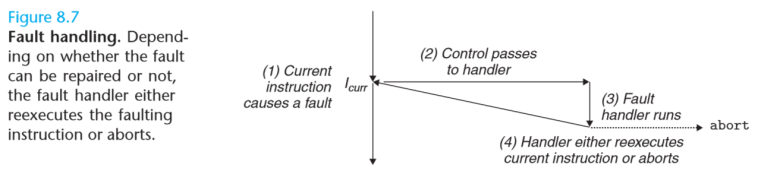 Figure 8.7
Fault handling. Depend-
ing on whether the fault
can be repaired or not,
the fault handler either
reexecutes the faulting
instruction or aborts.
(1) Current
instruction
causes a fault
Icurr
(2) Control passes
to handler
(3) Fault
handler runs
abort
(4) Handler either reexecutes
current instruction or aborts